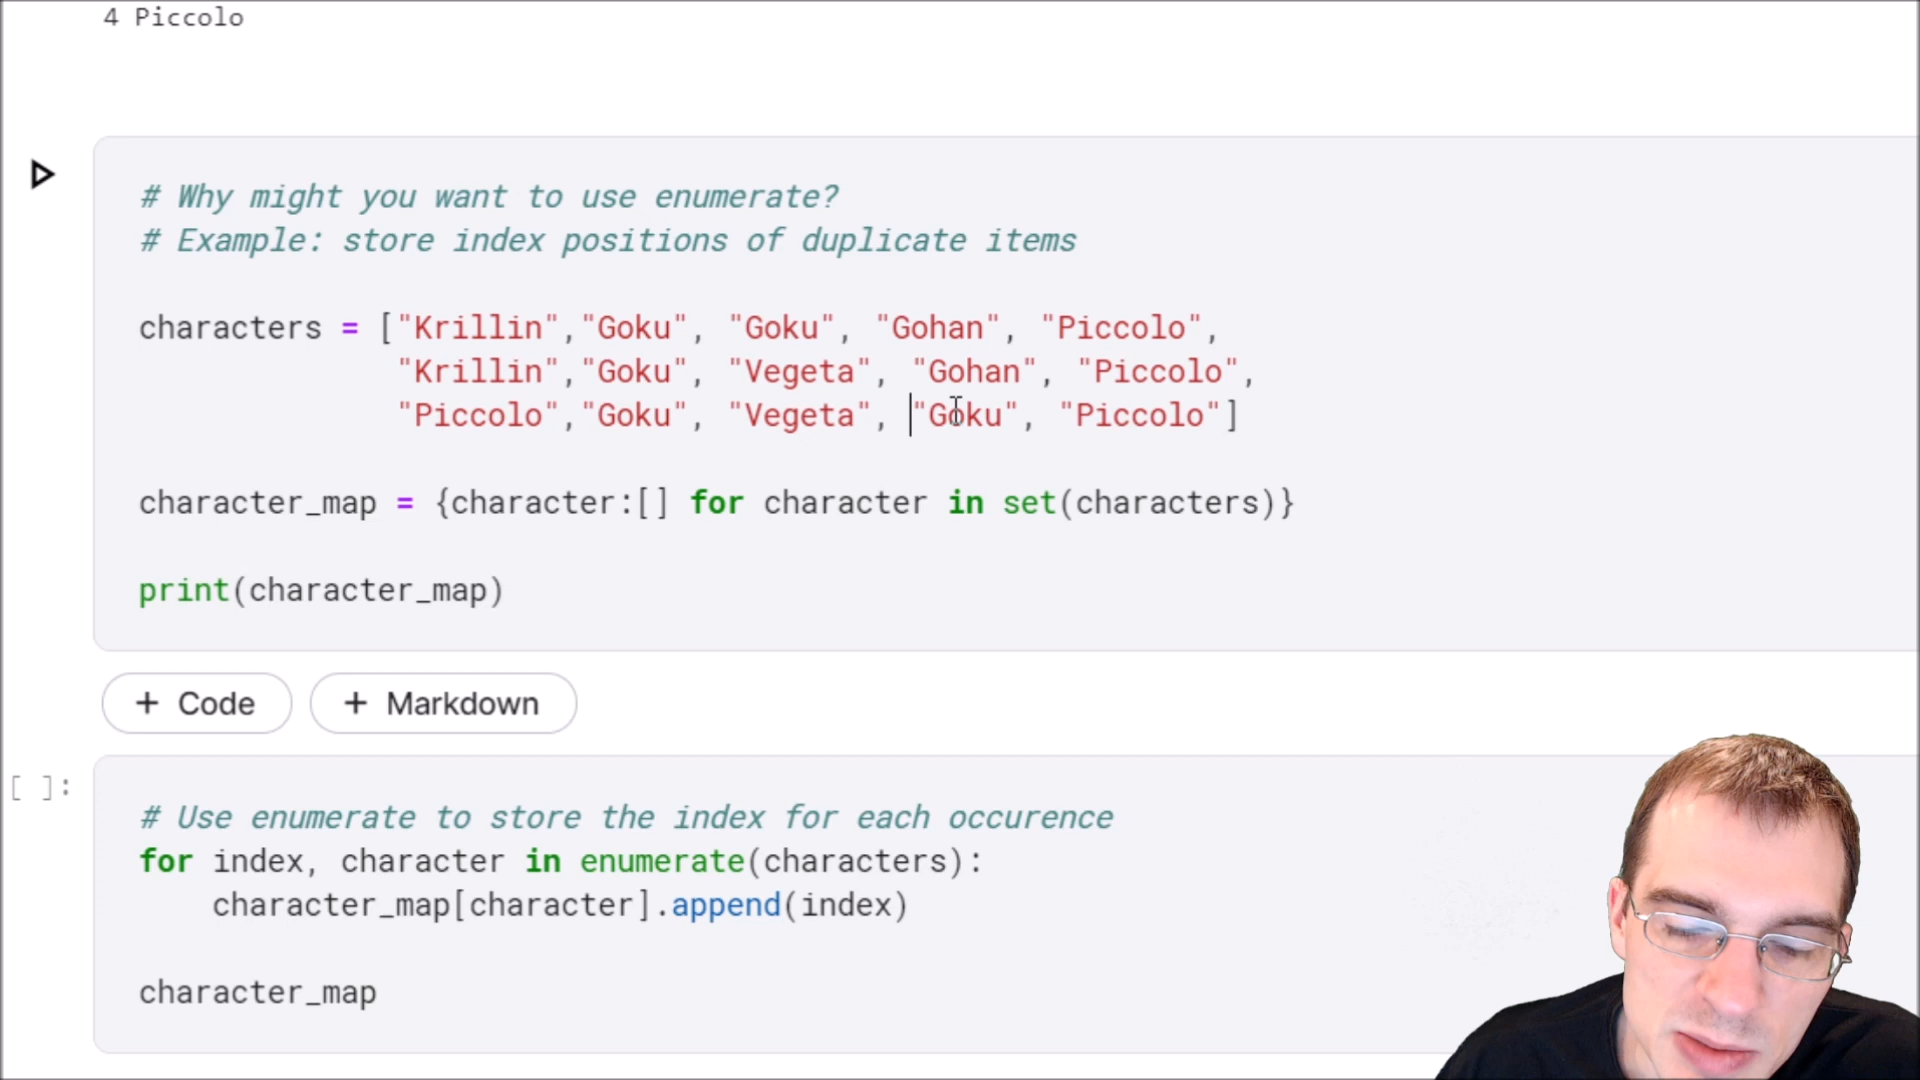 4 Piccolo
# Why might you want to use enumerate?
# Example: store index positions of duplicate items
characters = ["Krillin","Goku", "Goku", "Gohan", "Piccolo",
"Krillin","Goku", "Vegeta", "Gohan", "Piccolo",
"Piccolo","Goku", "Vegeta", "Goku", "Piccolo"]
character_map = {character:[] for character in set(characters)}
print(character_map)
+ Code + Markdown
[ ]:
# Use enumerate to store the index for each occurence
for index, character in enumerate(characters):
character_map[character].append(index)
character_map